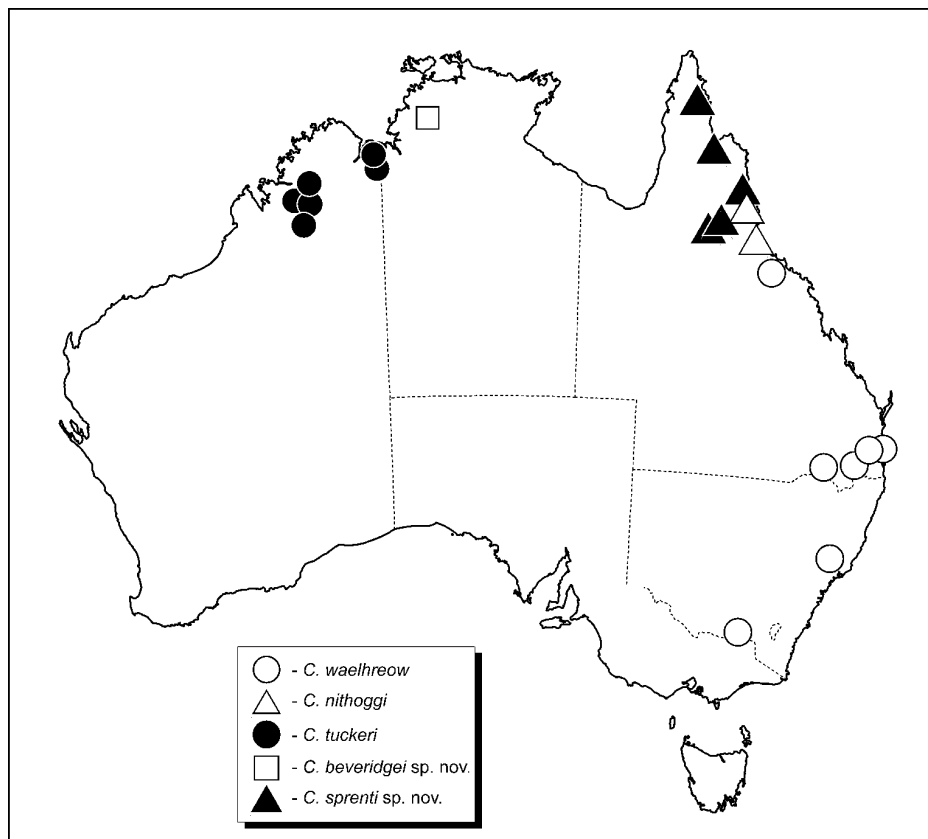 - C. waelhreow
- C. nithoggi
- C. tuckeri
- C. beveridgei sp. nov.
- C. sprenti sp. nov.